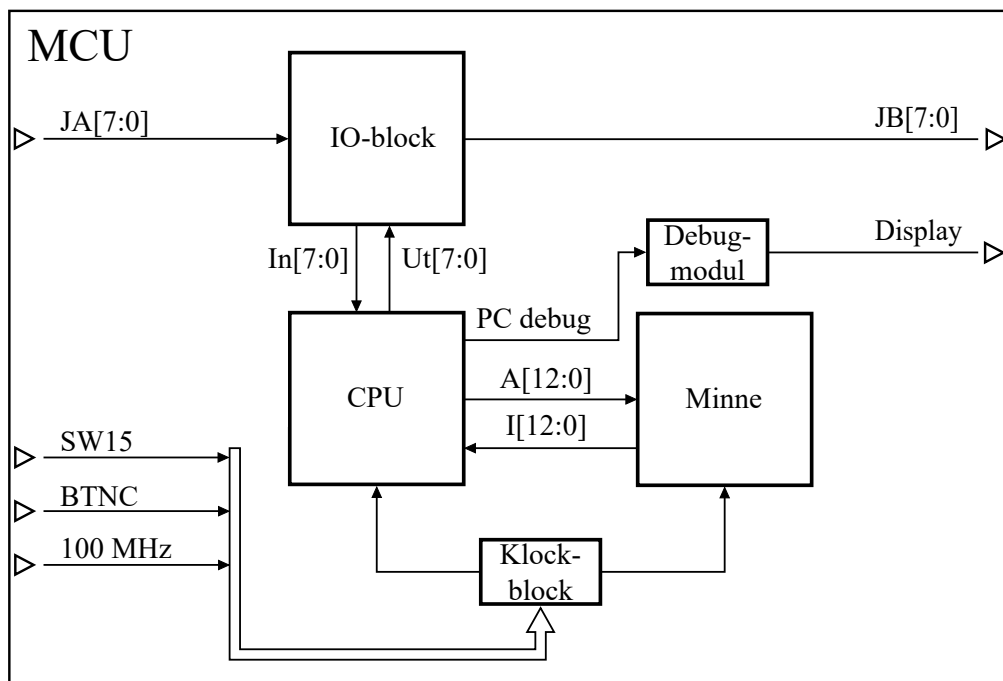 MCU
JA[7:0]
IO-block
JB[7:0]
In[7:0]
Ut[7:0]
Debug-
modul
Display
PC debug
CPU
A[12:0]
I[12:0]
Minne
SW15
BTNC
100 MHz
Klock-
block